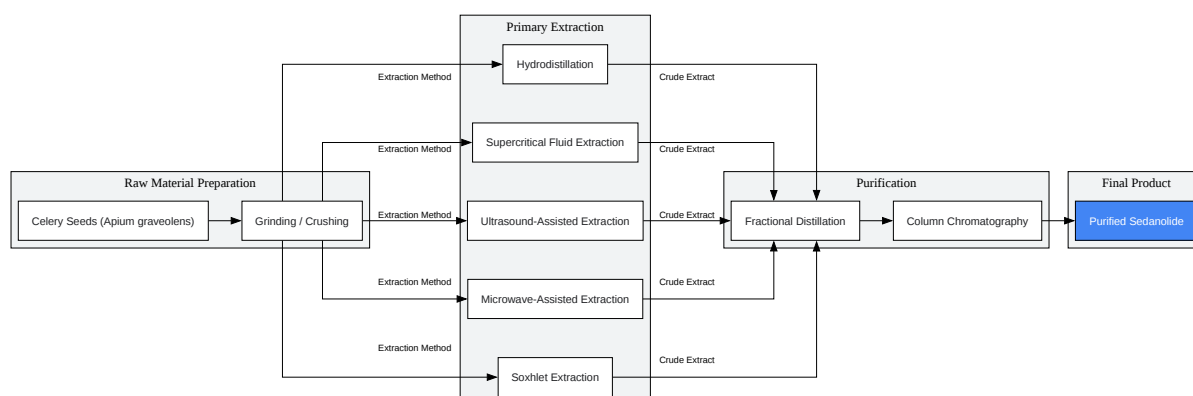 Primary Extraction
Hydrodistillation
Extraction Method
Crude Extract
Supercritical Fluid Extraction
Extraction Method
Crude Extract
Raw Material Preparation
Purification
Final Product
Celery Seeds (Apium graveolens)
Grinding / Crushing
Extraction Method
Ultrasound-Assisted Extraction
Crude Extract
Fractional Distillation
Column Chromatography
Purified Sedanolide
Extraction Method
Microwave-Assisted Extraction
Crude Extract
Extraction Method
Soxhlet Extraction
Crude Extract